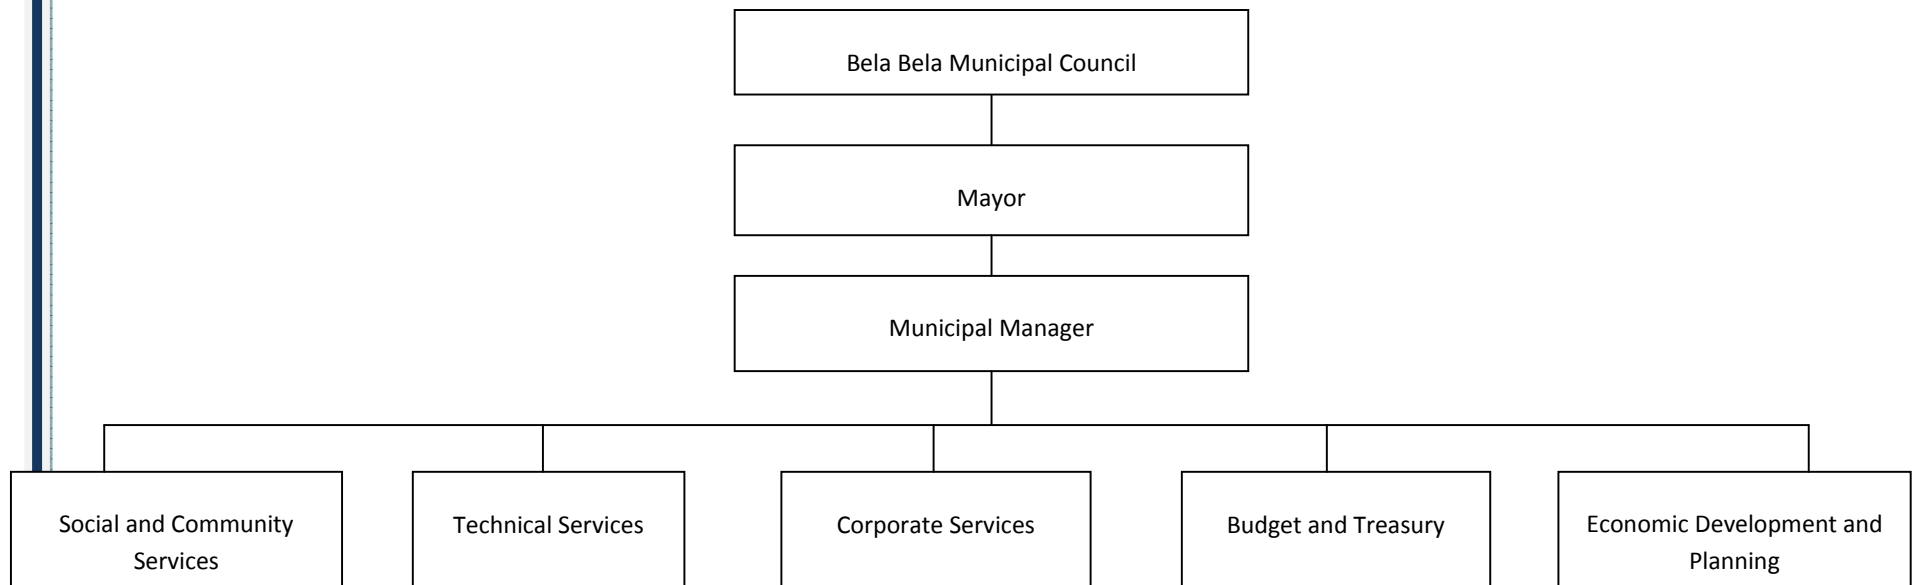 Bela Bela Municipal Council
Mayor
Municipal Manager
Social and Community
Services
Technical Services
Corporate Services
Budget and Treasury
Economic Development and
Planning